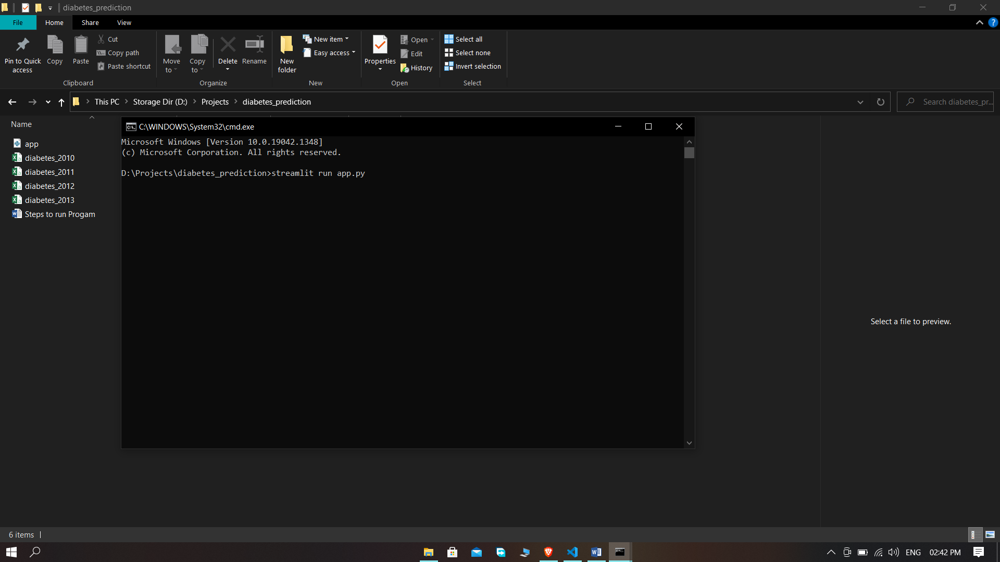 diabetes_prediction
File Home Share View
Pin to Quick access
Copy
Paste
Cut
Copy path
Paste shortcut
Clipboard
Move to
Copy to
Delete
Rename
Organize
New folder
New item
Easy access
New
Properties
Open
Edit
History
Open
Select all
Select none
Invert selection
Select
This PC > Storage Dir (D:) > Projects > diabetes_prediction
Search diabetes_pr...
Name
app
diabetes_2010
diabetes_2011
diabetes_2012
diabetes_2013
Steps to run Progam
C:\WINDOWS\System32\cmd.exe
Microsoft Windows [Version 10.0.19042.1348]
(c) Microsoft Corporation. All rights reserved.
D:\Projects\diabetes_prediction>streamlit run app.py
Select a file to preview.
6 items
ENG 02:42 PM